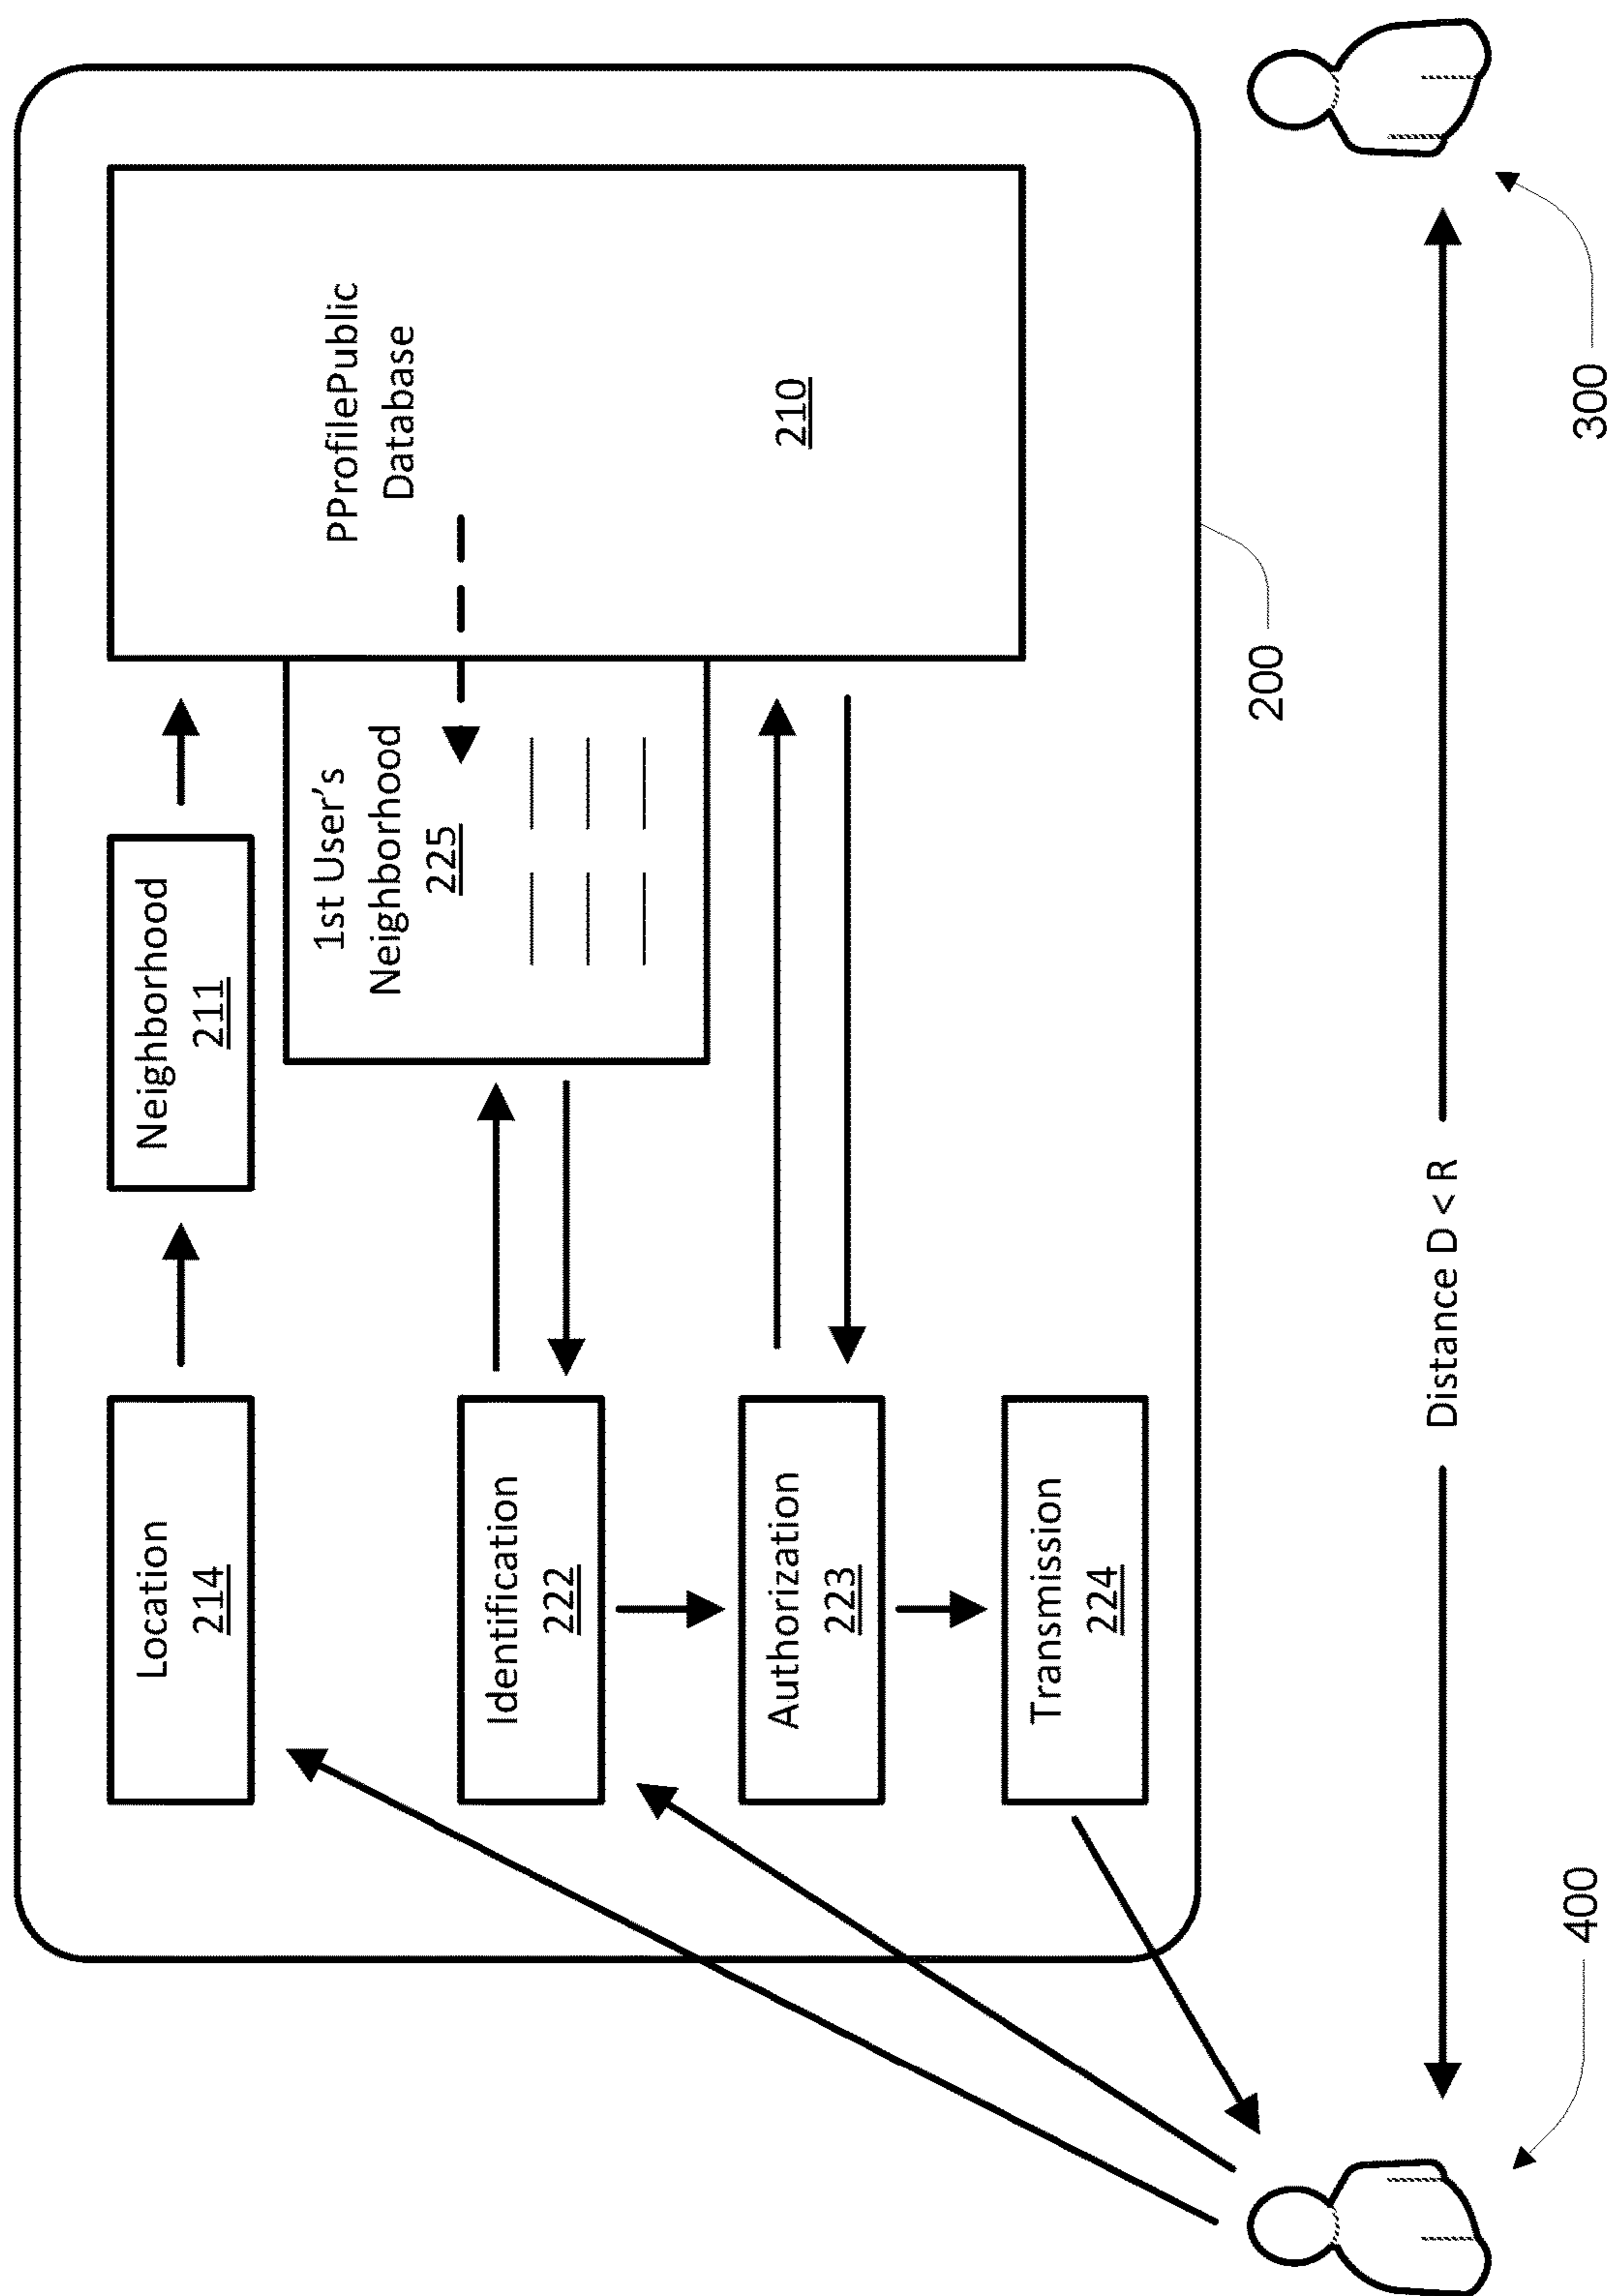 Location
214
Neighborhood
211
PProfilePublic
Database
210
1st User's
Neighborhood
225
Identification
222
Authorization
223
Transmission
224
200
Distance D < R
400
300